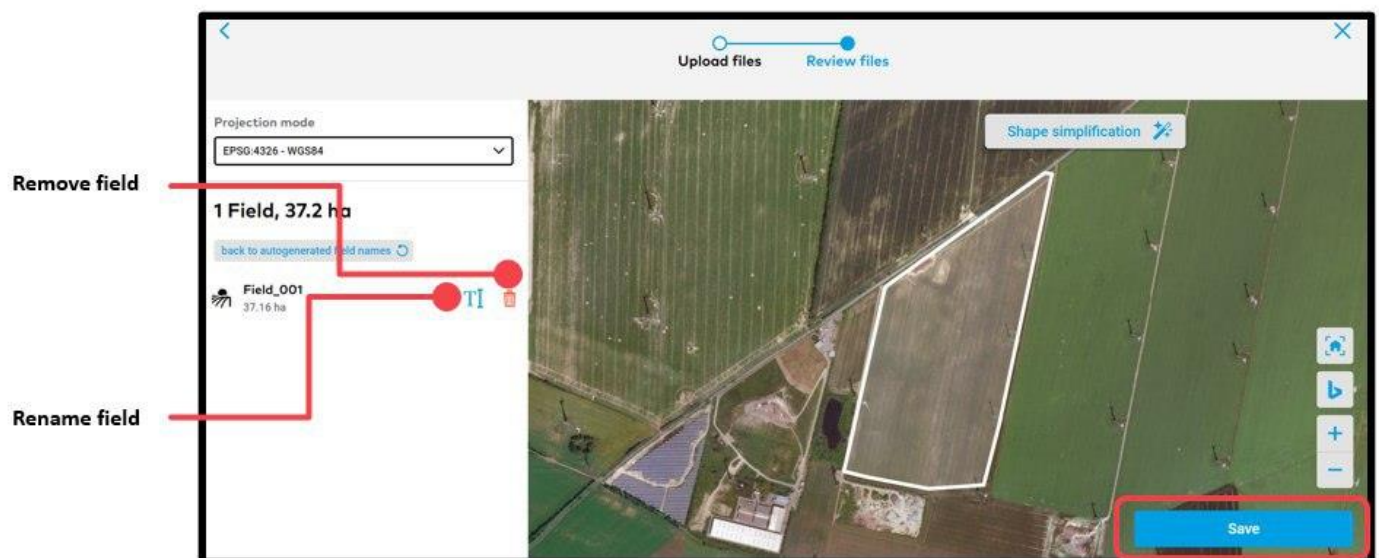 Upload files
Review files
Projection mode
EPSG:4326 - WGS84
Shape simplification
Remove field
1 Field, 37.2 ha
back to autogenerated field names
Field_001
37.16 ha
TI
Rename field
b
+
−
Save